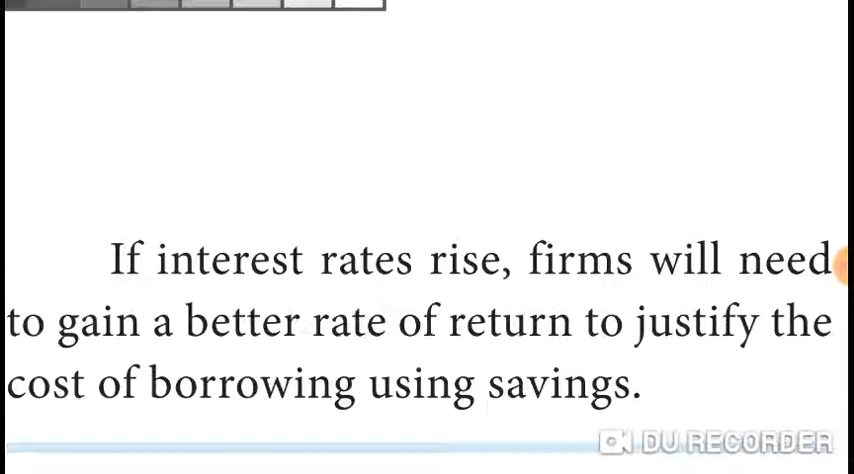 If interest rates rise, firms will need
to gain a better rate of return to justify the
cost of borrowing using savings.
DU RECORDER